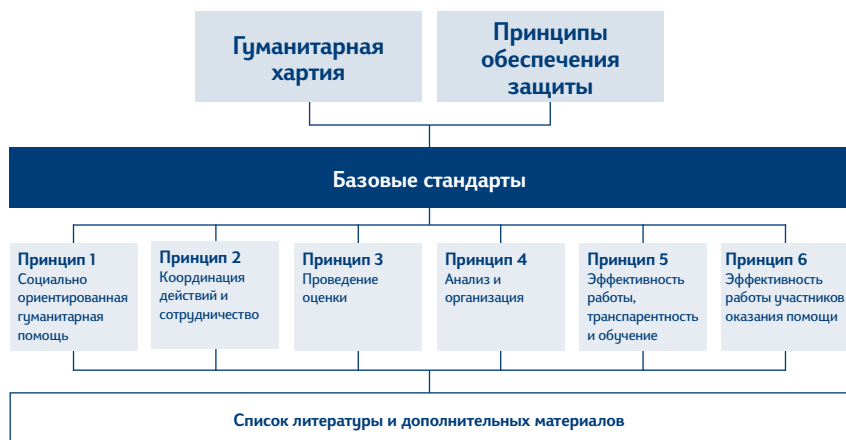 Гуманитарная
хартия
Принципы
обеспечения
защиты
Базовые стандарты
Принцип 1
Социально
ориентированная
гуманитарная
помощь
Принцип 2
Координация
действий и
сотрудничество
Принцип 3
Проведение
оценки
Принцип 4
Анализ и
организация
Принцип 5
Эффективность
работы,
транспарентность
и обучение
Принцип 6
Эффективность
работы участников
оказания помощи
Список литературы и дополнительных материалов